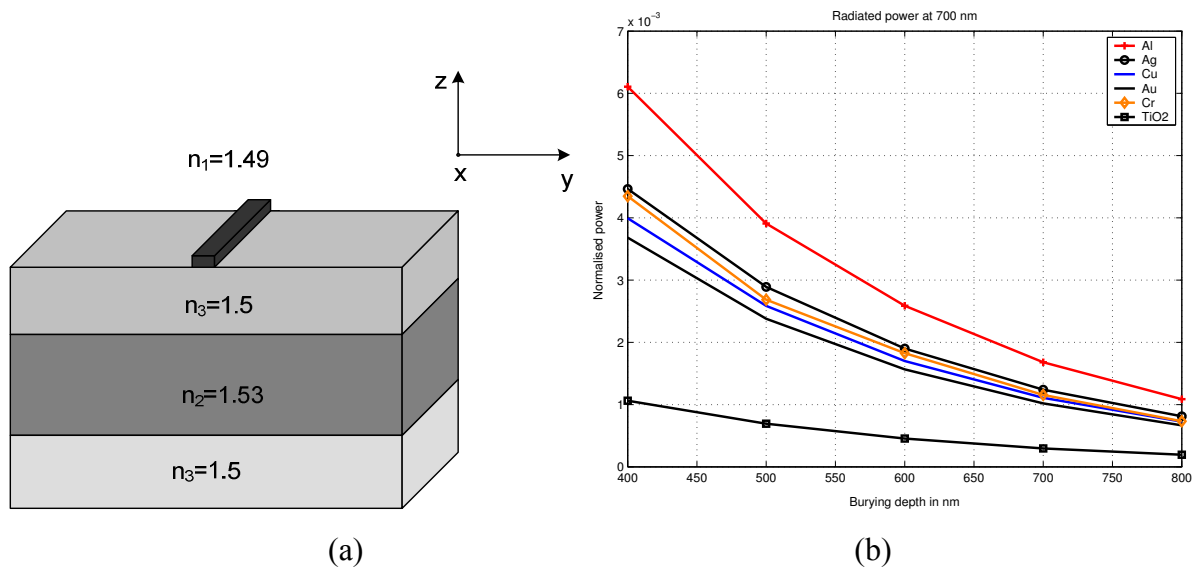 z
n₁=1.49
x
y
n₃=1.5
n₂=1.53
n₃=1.5
(a)
Radiated power at 700 nm
x 10⁻³
7
6
5
4
3
2
1
0
Normalised power
Al
Ag
Cu
Au
Cr
TiO2
400 450 500 550 600 650 700 750 800
Burying depth in nm
(b)